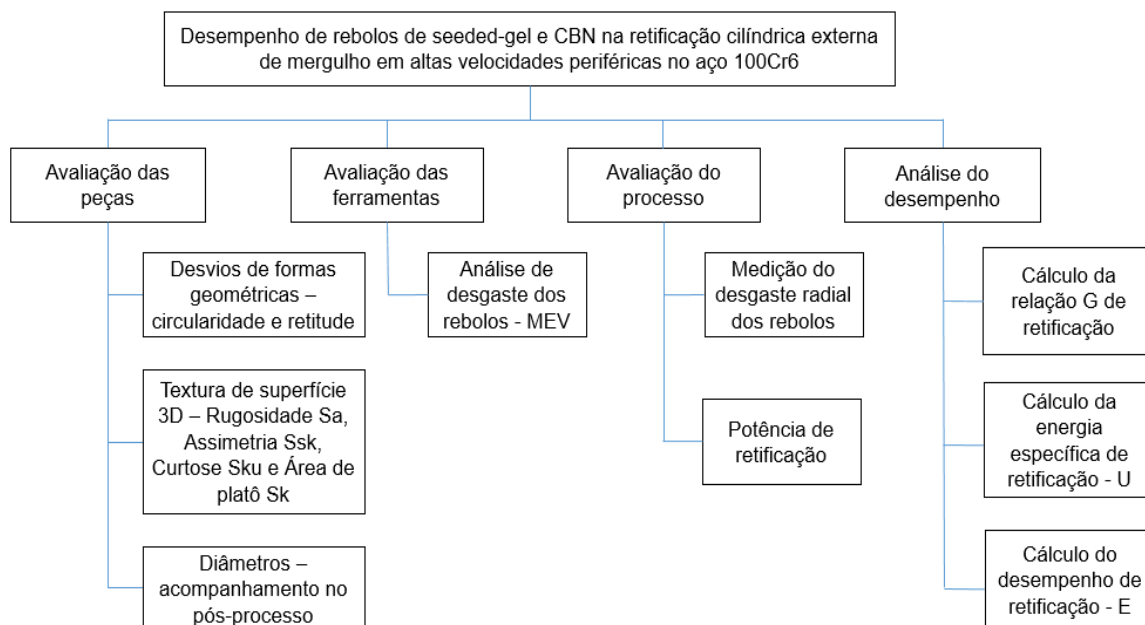 Desempenho de rebolos de seeded-gel e CBN na retificação cilíndrica externa
de mergulho em altas velocidades periféricas no aço 100Cr6
Avaliação das
peças
Avaliação das
ferramentas
Avaliação do
processo
Análise do
desempenho
Desvios de formas
geométricas –
circularidade e retitude
Textura de superfície
3D – Rugosidade Sa,
Assimetria Ssk,
Curtose Sku e Área de
platô Sk
Diâmetros –
acompanhamento no
pós-processo
Análise de
desgaste dos
rebolos - MEV
Medição do
desgaste radial
dos rebolos
Potência de
retificação
Cálculo da
relação G de
retificação
Cálculo da
energia
específica de
retificação - U
Cálculo do
desempenho de
retificação - E